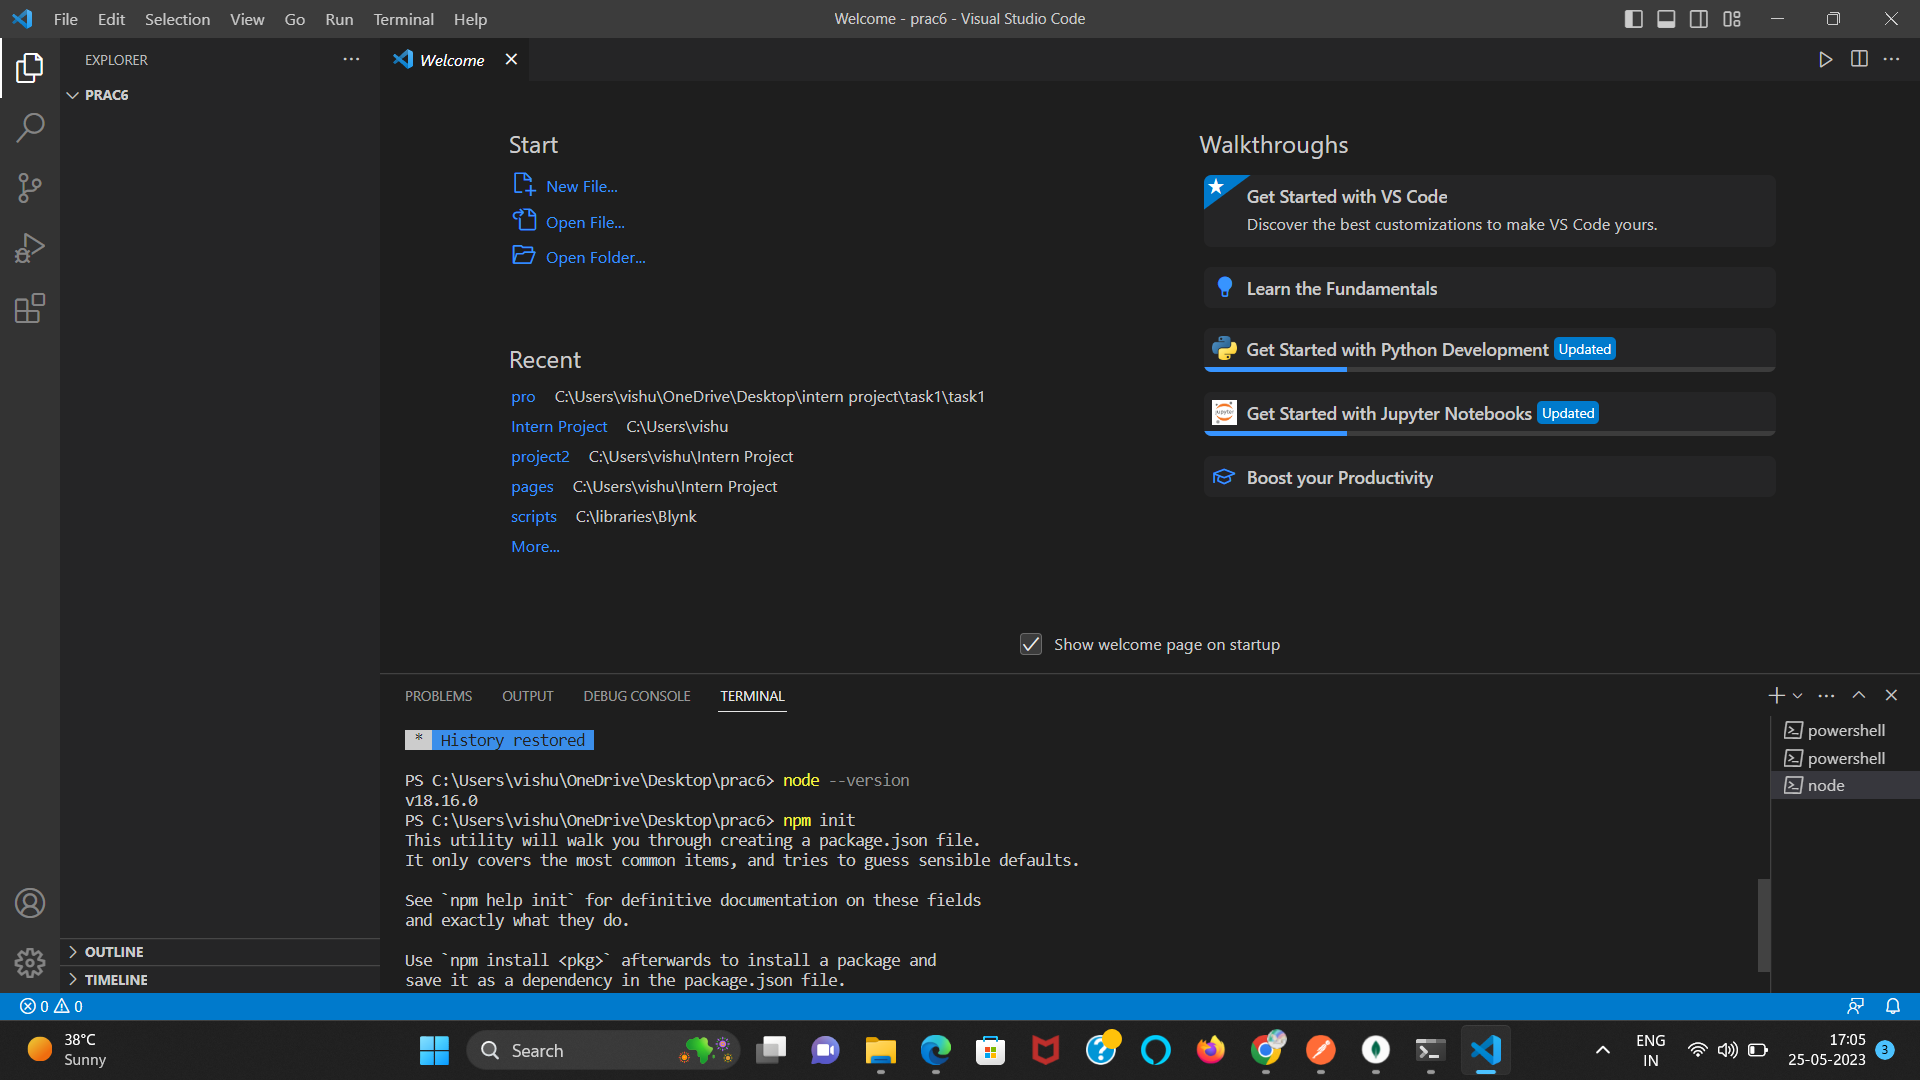 File Edit Selection View Go Run Terminal Help
Welcome - prac6 - Visual Studio Code
EXPLORER
PRAC6
OUTLINE
TIMELINE
Welcome
Start
New File...
Open File...
Open Folder...
Recent
pro C:\Users\vishu\OneDrive\Desktop\intern project\task1\task1
Intern Project C:\Users\vishu
project2 C:\Users\vishu\Intern Project
pages C:\Users\vishu\Intern Project
scripts C:\libraries\Blynk
More...
Walkthroughs
Get Started with VS Code
Discover the best customizations to make VS Code yours.
Learn the Fundamentals
Get Started with Python Development Updated
Get Started with Jupyter Notebooks Updated
Boost your Productivity
Show welcome page on startup
PROBLEMS OUTPUT DEBUG CONSOLE TERMINAL
* History restored
PS C:\Users\vishu\OneDrive\Desktop\prac6> node --version
v18.16.0
PS C:\Users\vishu\OneDrive\Desktop\prac6> npm init
This utility will walk you through creating a package.json file.
It only covers the most common items, and tries to guess sensible defaults.
See `npm help init` for definitive documentation on these fields
and exactly what they do.
Use `npm install <pkg>` afterwards to install a package and
save it as a dependency in the package.json file.
powershell
powershell
node
0 0
38°C
Sunny
Search
ENG
IN
17:05
25-05-2023
3